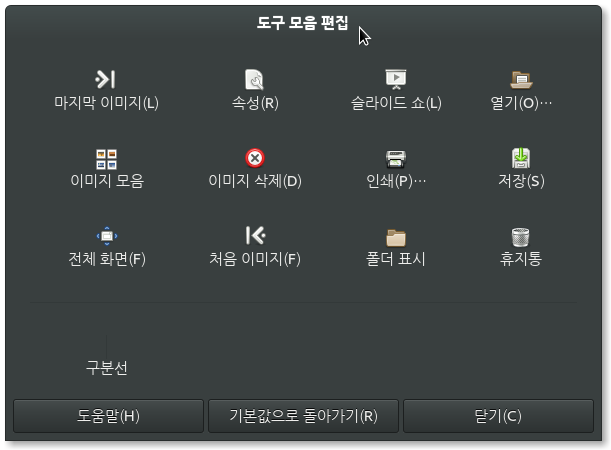 도구 모음 편집
마지막 이미지(L) 속성(R) 슬라이드 쇼(L) 열기(O)…
이미지 모음 이미지 삭제(D) 인쇄(P)… 저장(S)
전체 화면(F) 처음 이미지(F) 폴더 표시 휴지통
구분선
도움말(H) 기본값으로 돌아가기(R) 닫기(C)